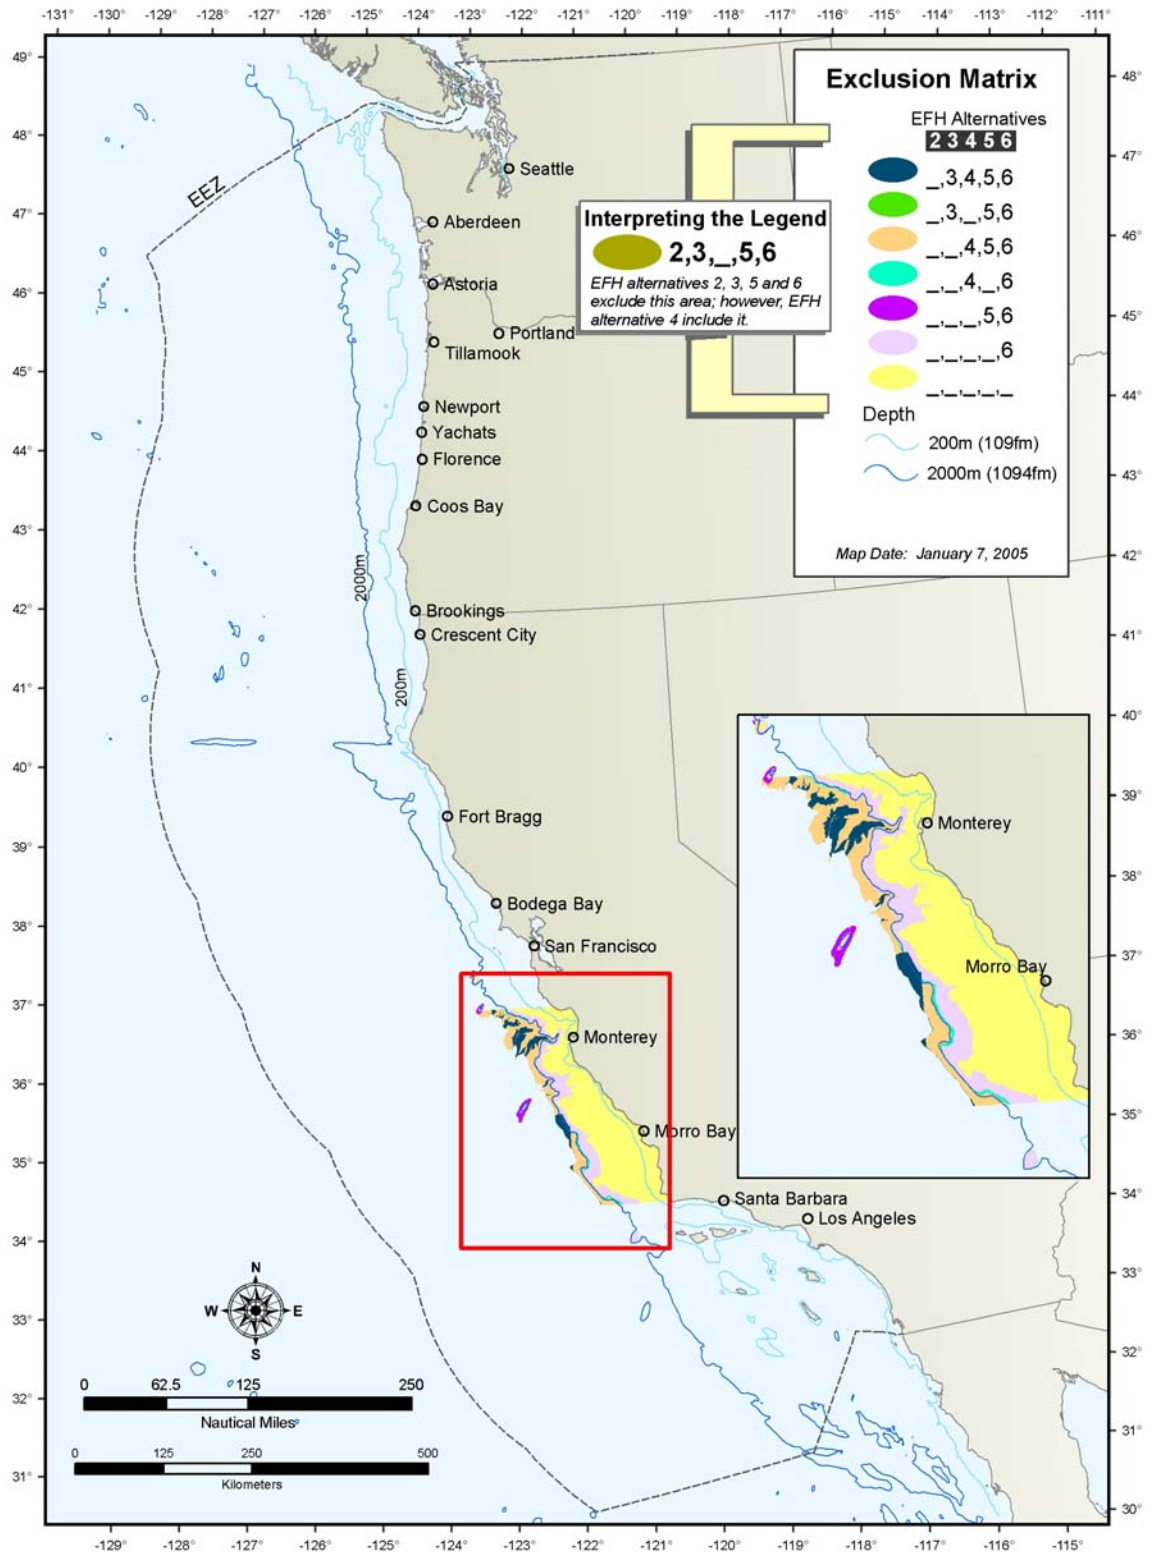 -131° -130° -129° -128° -127° -126° -125° -124° -123° -122° -121° -120° -119° -118° -117° -116° -115° -114° -113° -112° -111°
49°
48°
47°
46°
45°
44°
43°
42°
41°
40°
39°
38°
37°
36°
35°
34°
33°
32°
31°
EEZ
Seattle
Aberdeen
Astoria
Portland
Tillamook
Newport
Yachats
Florence
Coos Bay
2000m
Brookings
Crescent City
200m
Fort Bragg
Bodega Bay
San Francisco
Monterey
Morro Bay
Santa Barbara
Los Angeles
Exclusion Matrix
EFH Alternatives
2 3 4 5 6
_,3,4,5,6
_,3,_,5,6
_,_,4,5,6
_,_,4,_,6
_,_,_,5,6
_,_,_,_,6
_,_,_,_,_
Depth
200m (109fm)
2000m (1094fm)
Map Date: January 7, 2005
Interpreting the Legend
2,3,_,5,6
EFH alternatives 2, 3, 5 and 6
exclude this area; however, EFH
alternative 4 include it.
Monterey
Morro Bay
48°
47°
46°
45°
44°
43°
42°
41°
40°
39°
38°
37°
36°
35°
34°
33°
32°
31°
30°
N
W E
S
0 62.5 125 250
Nautical Miles
0 125 250 500
Kilometers
-129° -128° -127° -126° -125° -124° -123° -122° -121° -120° -119° -118° -117° -116° -115°